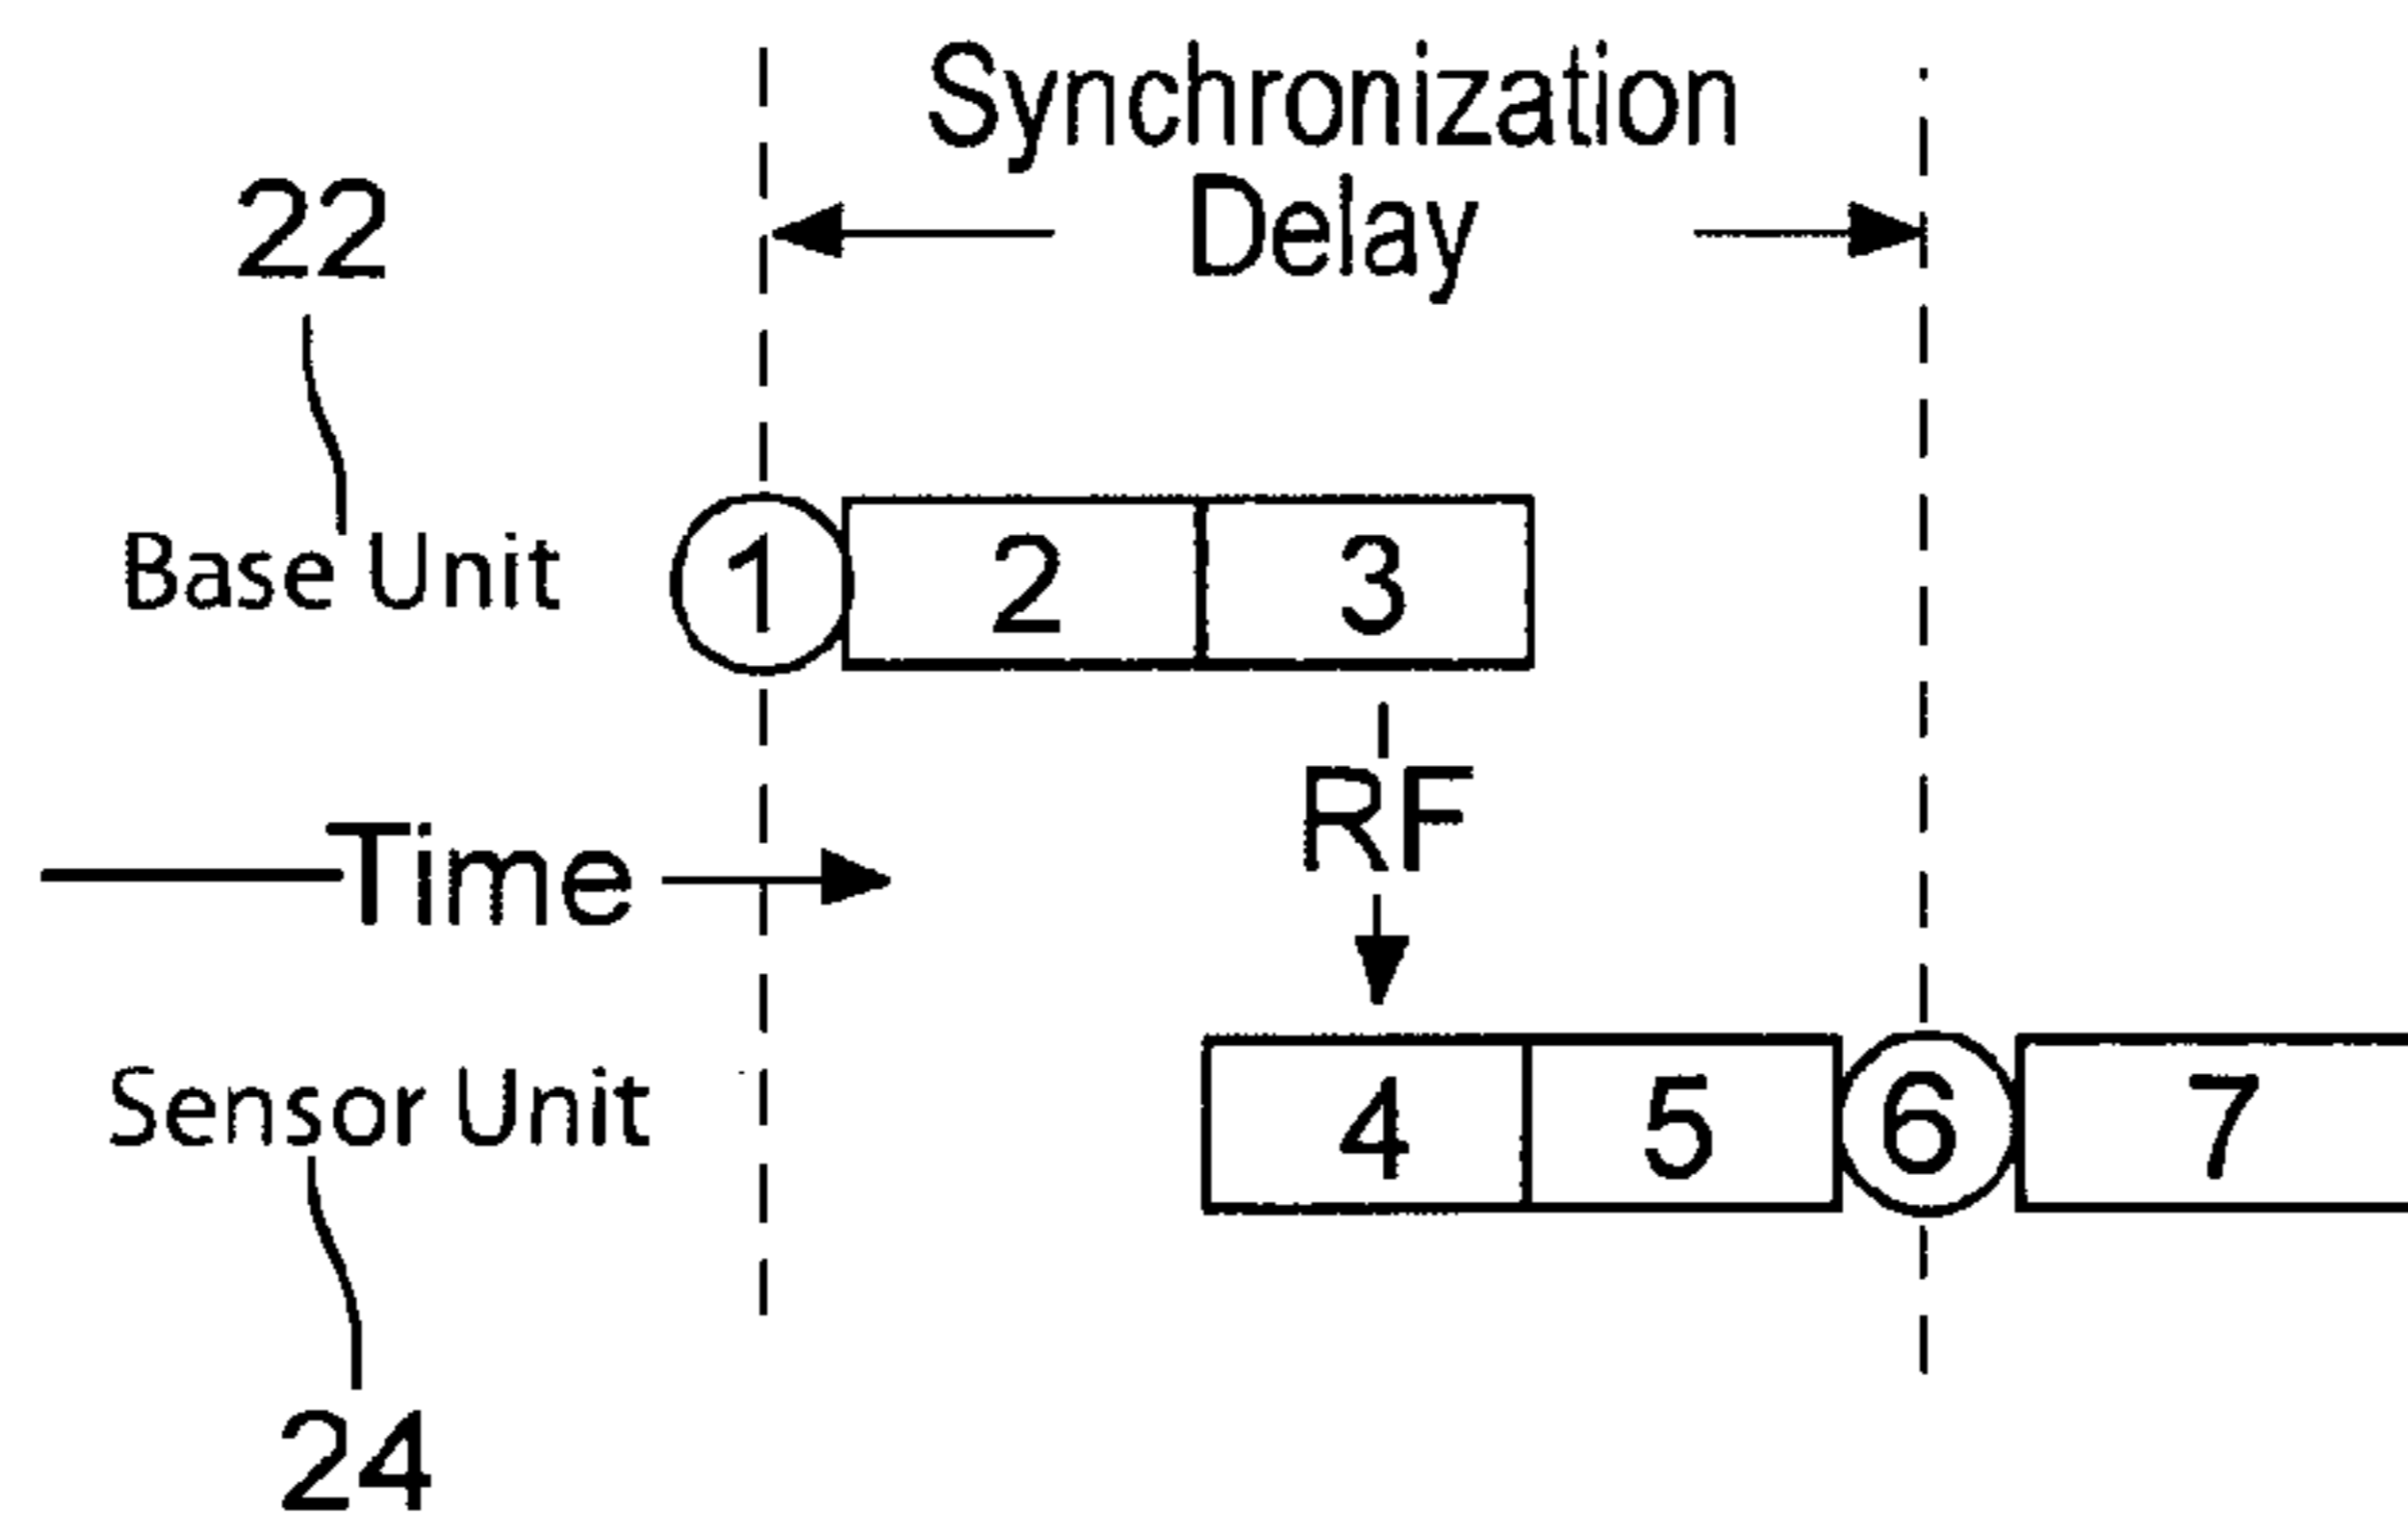 Synchronization
Delay
22
Base Unit
1
2
3
RF
Time
Sensor Unit
4
5
6
7
24